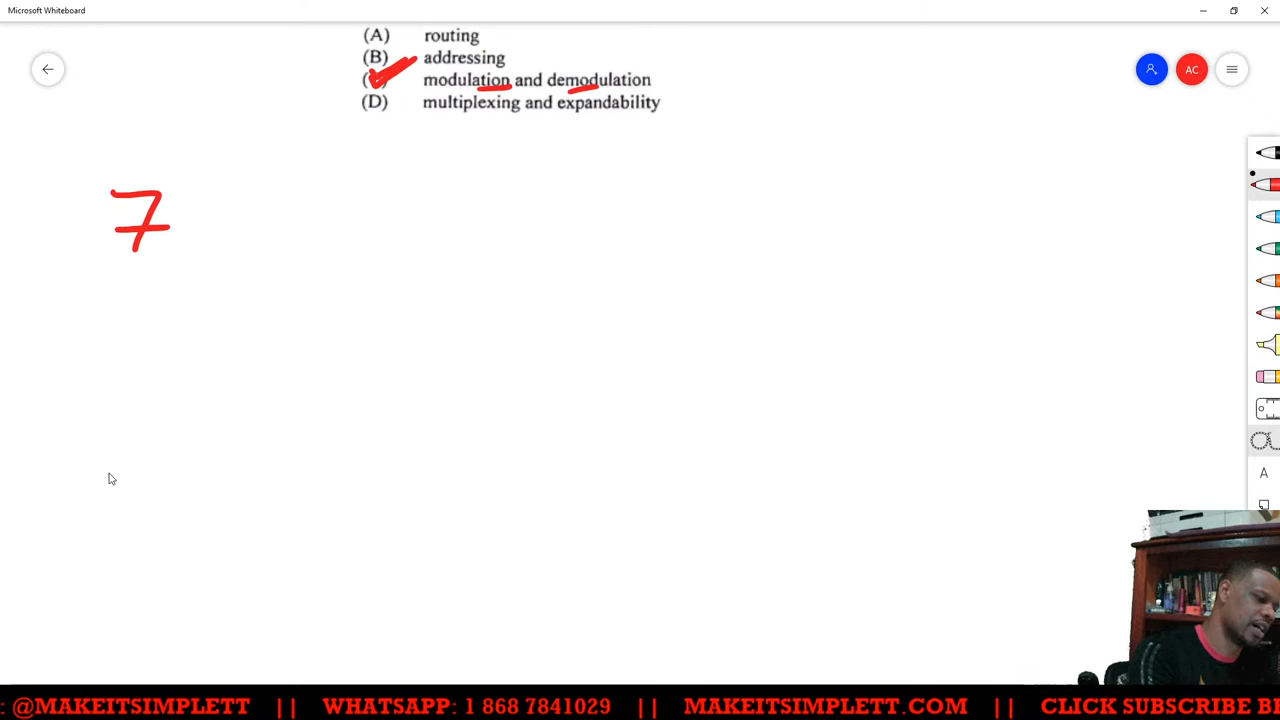 Microsoft Whiteboard
(A) routing
(B) addressing
( ) modulation and demodulation
(D) multiplexing and expandability
AC
7
A
: @MAKEITSIMPLETT || WHATSAPP: 1 868 7841029 || MAKEITSIMPLETT.COM || CLICK SUBSCRIBE BE